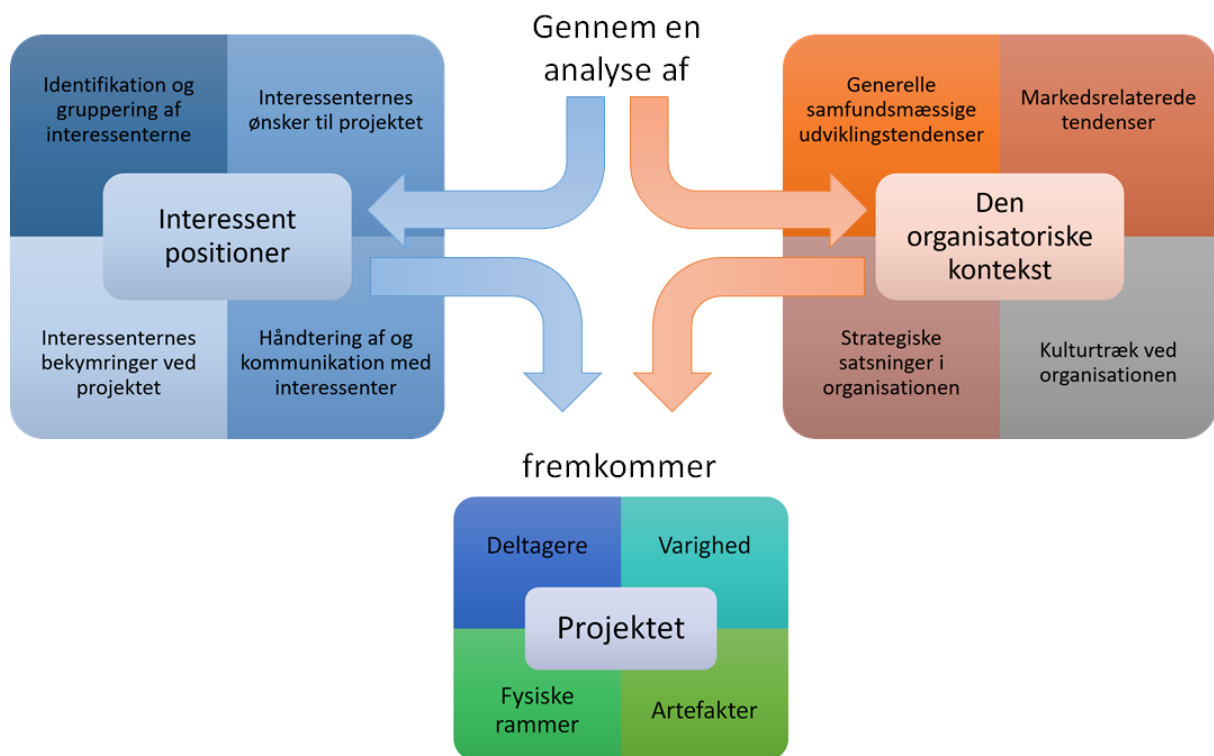 Gennem en
analyse af
Identifikation og
gruppering af
interessenterne
Interessenternes
ønsker til projektet
Interessent
positioner
Interessenternes
bekymringer ved
projektet
Håndtering af og
kommunikation med
interessenter
Generelle
samfundsmæssige
udviklingstendenser
Markedsrelaterede
tendenser
Den
organisatoriske
kontekst
Strategiske
satsninger i
organisationen
Kulturtræk ved
organisationen
fremkommer
Deltagere
Varighed
Projektet
Fysiske
rammer
Artefakter